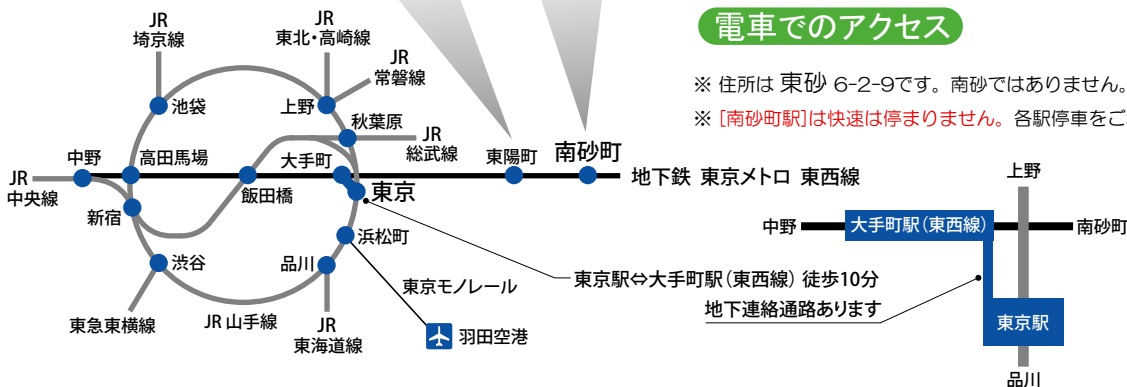 電車でのアクセス
※ 住所は 東砂 6-2-9です。南砂ではありません。
※ [南砂町駅]は快速は停まりません。各駅停車をご
JR
埼京線
JR
東北・高崎線
JR
常磐線
池袋
上野
秋葉原
JR
総武線
中野
高田馬場
大手町
東陽町
南砂町
JR
中央線
飯田橋
東京
地下鉄 東京メトロ 東西線
新宿
浜松町
渋谷
品川
東京モノレール
東急東横線
JR 山手線
JR
東海道線
羽田空港
東京駅⇔大手町駅(東西線) 徒歩10分
地下連絡通路あります
上野
中野
大手町駅(東西線)
南砂町
東京駅
品川